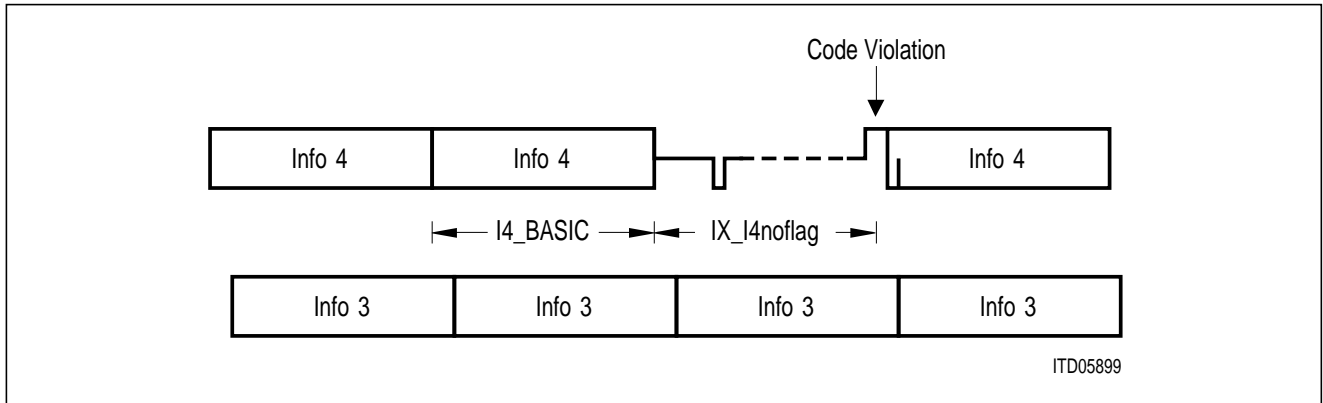 Code Violation
Info 4 Info 4 Info 4
I4_BASIC IX_I4noflag
Info 3 Info 3 Info 3 Info 3
ITD05899